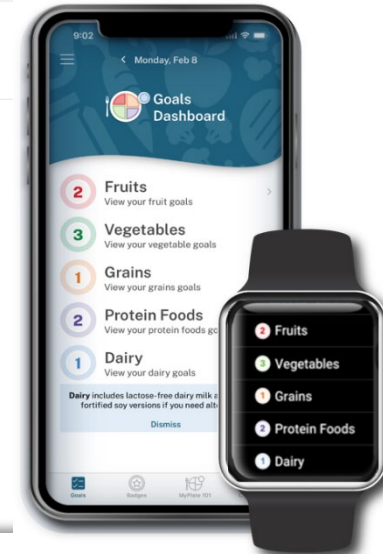 9:02
Monday, Feb 8
Goals
Dashboard
2 Fruits
View your fruit goals
3 Vegetables
View your vegetable goals
1 Grains
View your grains goals
2 Protein Foods
View your protein foods
1 Dairy
View your dairy goals
Dairy includes lactose-free dairy milk
fortified soy versions if you need
Dismiss
Goals
Badges
MyPlate 101
2 Fruits
3 Vegetables
1 Grains
2 Protein Foods
1 Dairy